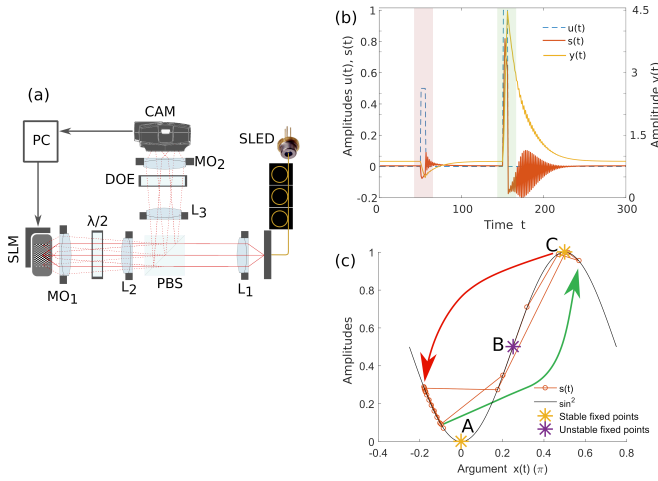 (a)
CAM
PC
SLED
MO2
DOE
L3
SLM
λ/2
MO1
L2
PBS
L1
(b)
Amplitudes u(t), s(t)
1
0.8
0.6
0.4
0.2
0
-0.2
u(t)
s(t)
y(t)
4.5
3
1.5
0
Amplitude y(t)
0
100
200
300
Time t
(c)
Amplitudes
1
0.8
0.6
0.4
0.2
0
C
B
A
s(t)
sin²
Stable fixed points
Unstable fixed points
-0.4
-0.2
0
0.2
0.4
0.6
0.8
Argument x(t) (π)